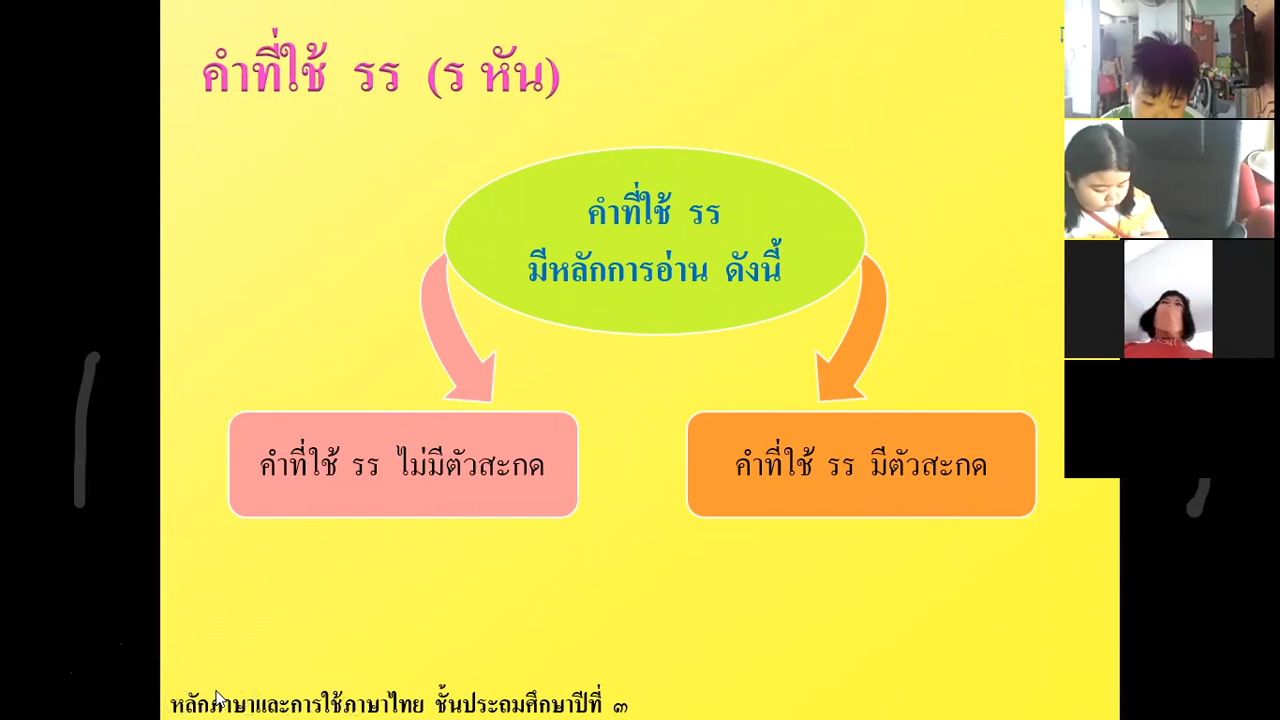 คำที่ใช้ รร (ร หัน)
คำที่ใช้ รร
มีหลักการอ่าน ดังนี้
คำที่ใช้ รร ไม่มีตัวสะกด
คำที่ใช้ รร มีตัวสะกด
หลักภาษาและการใช้ภาษาไทย ชั้นประถมศึกษาปีที่ ๓